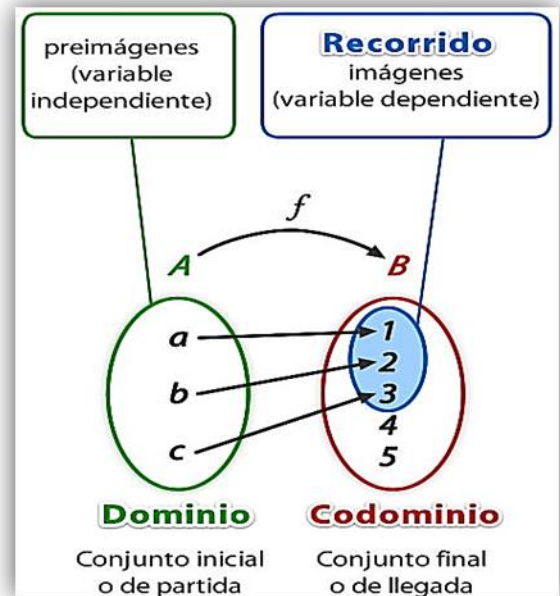 preimágenes
(variable
independiente)
Recorrido
imágenes
(variable dependiente)
f
A
B
a
b
c
1
2
3
4
5
Dominio
Codominio
Conjunto inicial
o de partida
Conjunto final
o de llegada